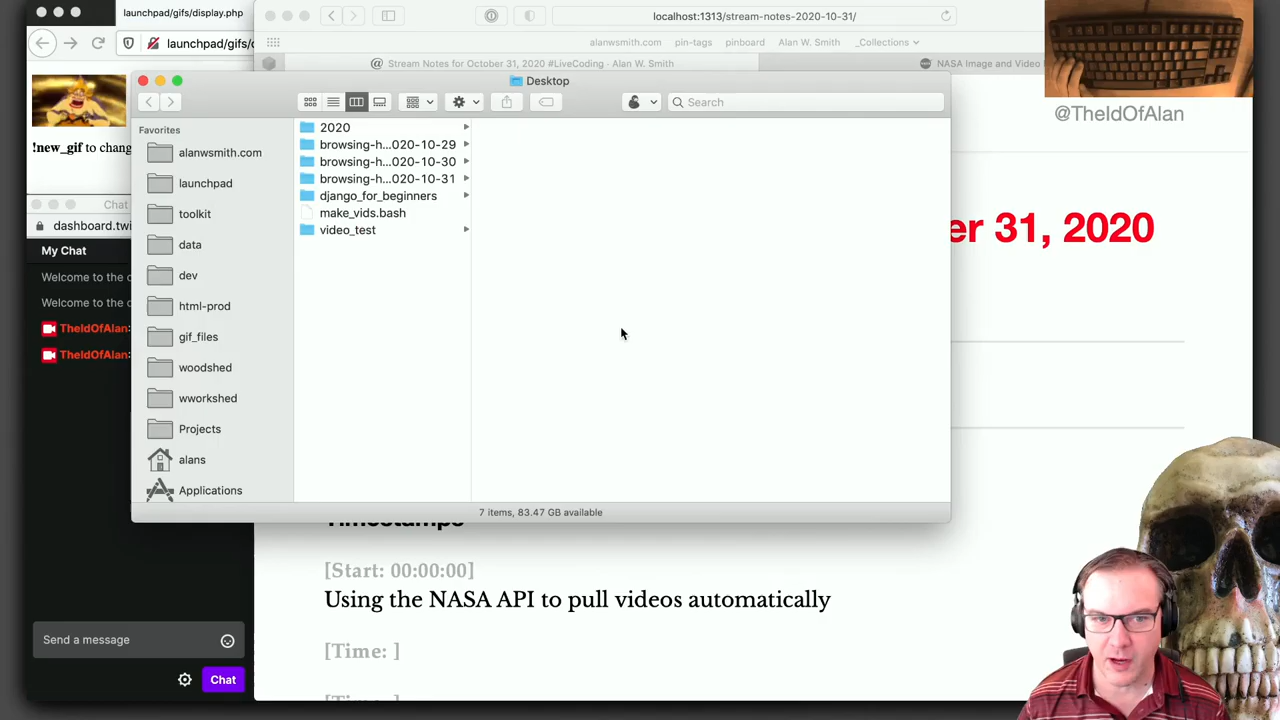 launchpad/gifs/display.php
launchpad/gifs/
!new_gif to chang
Chat
dashboard.twi
My Chat
Welcome to the
Welcome to the
TheIdOfAlan:
TheIdOfAlan:
Send a message
Chat
localhost:1313/stream-notes-2020-10-31/
alanwsmith.com
pin-tags
pinboard
Alan W. Smith
_Collections
Stream Notes for October 31, 2020 #LiveCoding - Alan W. Smith
NASA Image and Video
@TheIdOfAlan
Desktop
Search
Favorites
alanwsmith.com
launchpad
toolkit
data
dev
html-prod
gif_files
woodshed
wworkshed
Projects
alans
Applications
2020
browsing-h...020-10-29
browsing-h...020-10-30
browsing-h...020-10-31
django_for_beginners
make_vids.bash
video_test
7 items, 83.47 GB available
er 31, 2020
Timestamps
[Start: 00:00:00]
Using the NASA API to pull videos automatically
[Time: ]